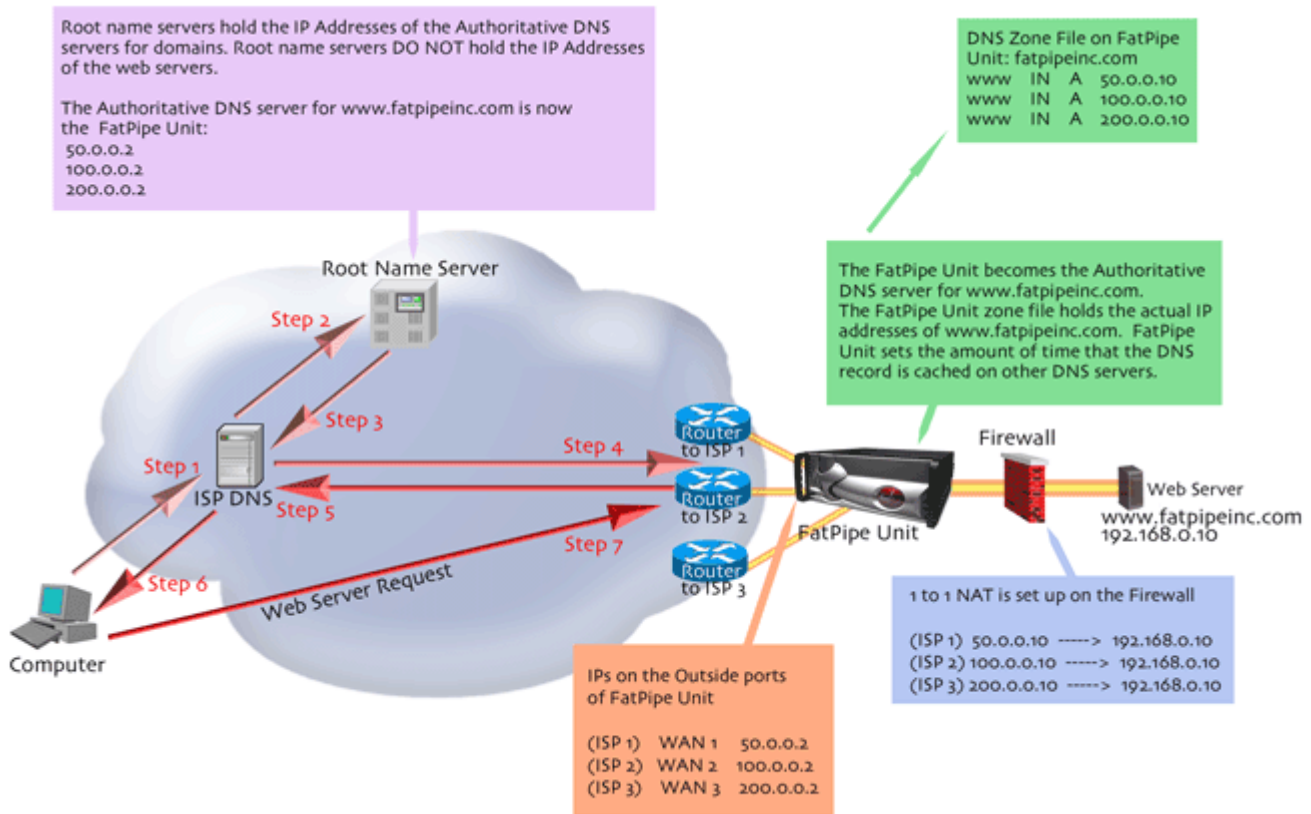 Root name servers hold the IP Addresses of the Authoritative DNS
servers for domains. Root name servers DO NOT hold the IP Addresses
of the web servers.
The Authoritative DNS server for www.fatpipeinc.com is now
the FatPipe Unit:
50.0.0.2
100.0.0.2
200.0.0.2
DNS Zone File on FatPipe
Unit: fatpipeinc.com
www IN A 50.0.0.10
www IN A 100.0.0.10
www IN A 200.0.0.10
Root Name Server
The FatPipe Unit becomes the Authoritative
DNS server for www.fatpipeinc.com.
The FatPipe Unit zone file holds the actual IP
addresses of www.fatpipeinc.com. FatPipe
Unit sets the amount of time that the DNS
record is cached on other DNS servers.
Step 2
Step 3
Step 1
ISP DNS
Step 4
Step 5
Step 6
Step 7
Web Server Request
Computer
Router
to ISP 1
Router
to ISP 2
Router
to ISP 3
FatPipe Unit
Firewall
Web Server
www.fatpipeinc.com
192.168.0.10
1 to 1 NAT is set up on the Firewall
(ISP 1) 50.0.0.10 -----> 192.168.0.10
(ISP 2) 100.0.0.10 -----> 192.168.0.10
(ISP 3) 200.0.0.10 -----> 192.168.0.10
IPs on the Outside ports
of FatPipe Unit
(ISP 1) WAN 1 50.0.0.2
(ISP 2) WAN 2 100.0.0.2
(ISP 3) WAN 3 200.0.0.2